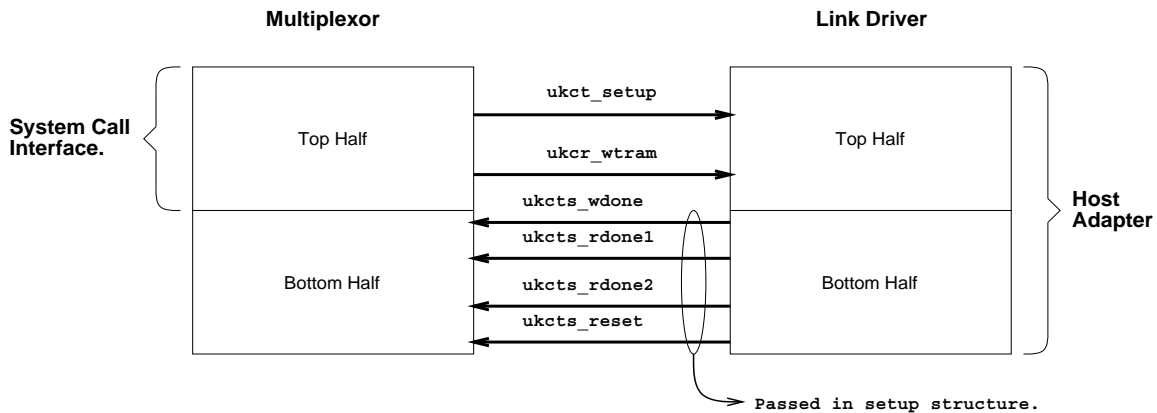 Multiplexor
Link Driver
System Call
Interface.
Top Half
ukct_setup
ukcr_wtram
Top Half
Host
Adapter
Bottom Half
ukcts_wdone
ukcts_rdone1
ukcts_rdone2
ukcts_reset
Bottom Half
Passed in setup structure.